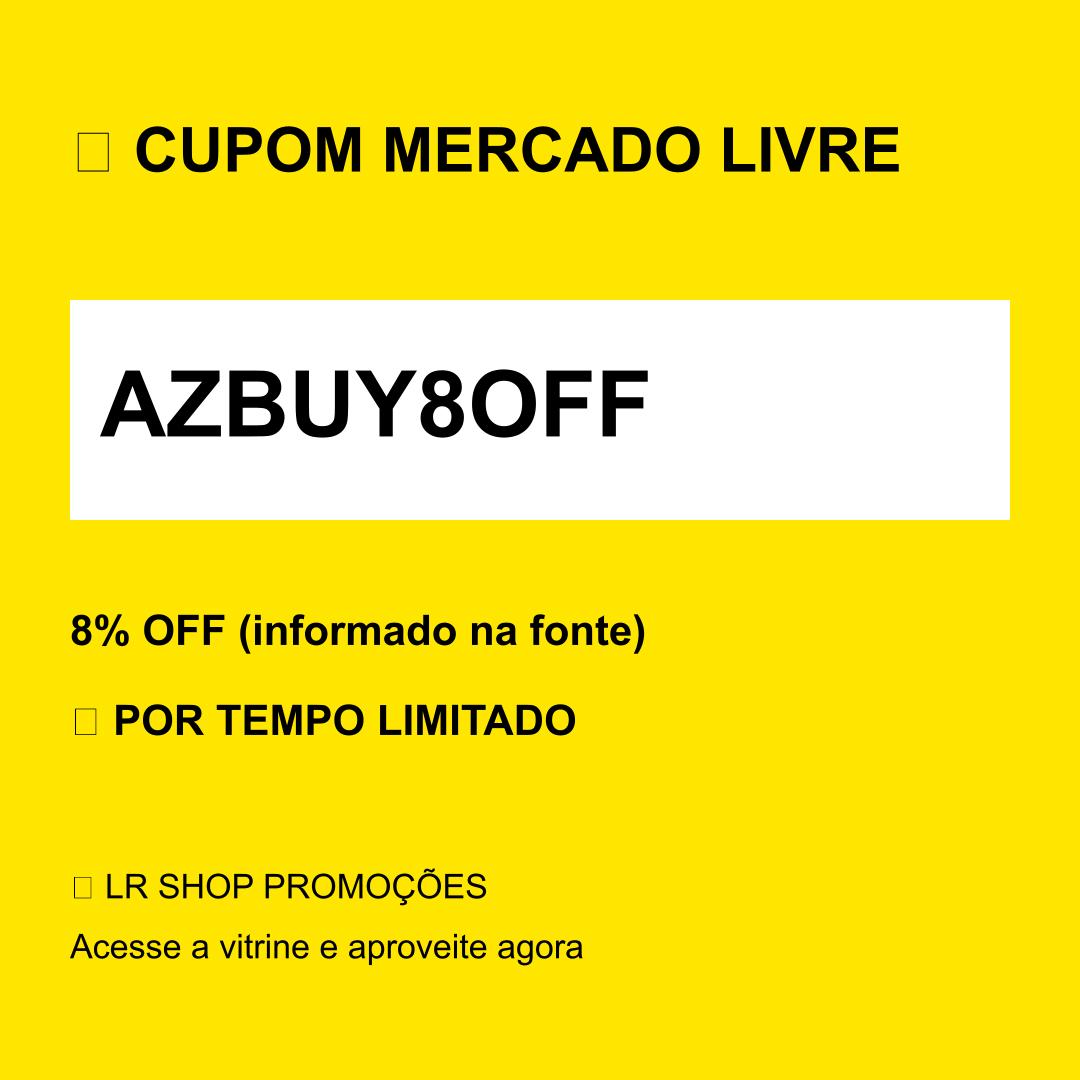 CUPOM MERCADO LIVRE
AZBUY8OFF
8% OFF (informado na fonte)
POR TEMPO LIMITADO
LR SHOP PROMOÇÕES
Acesse a vitrine e aproveite agora